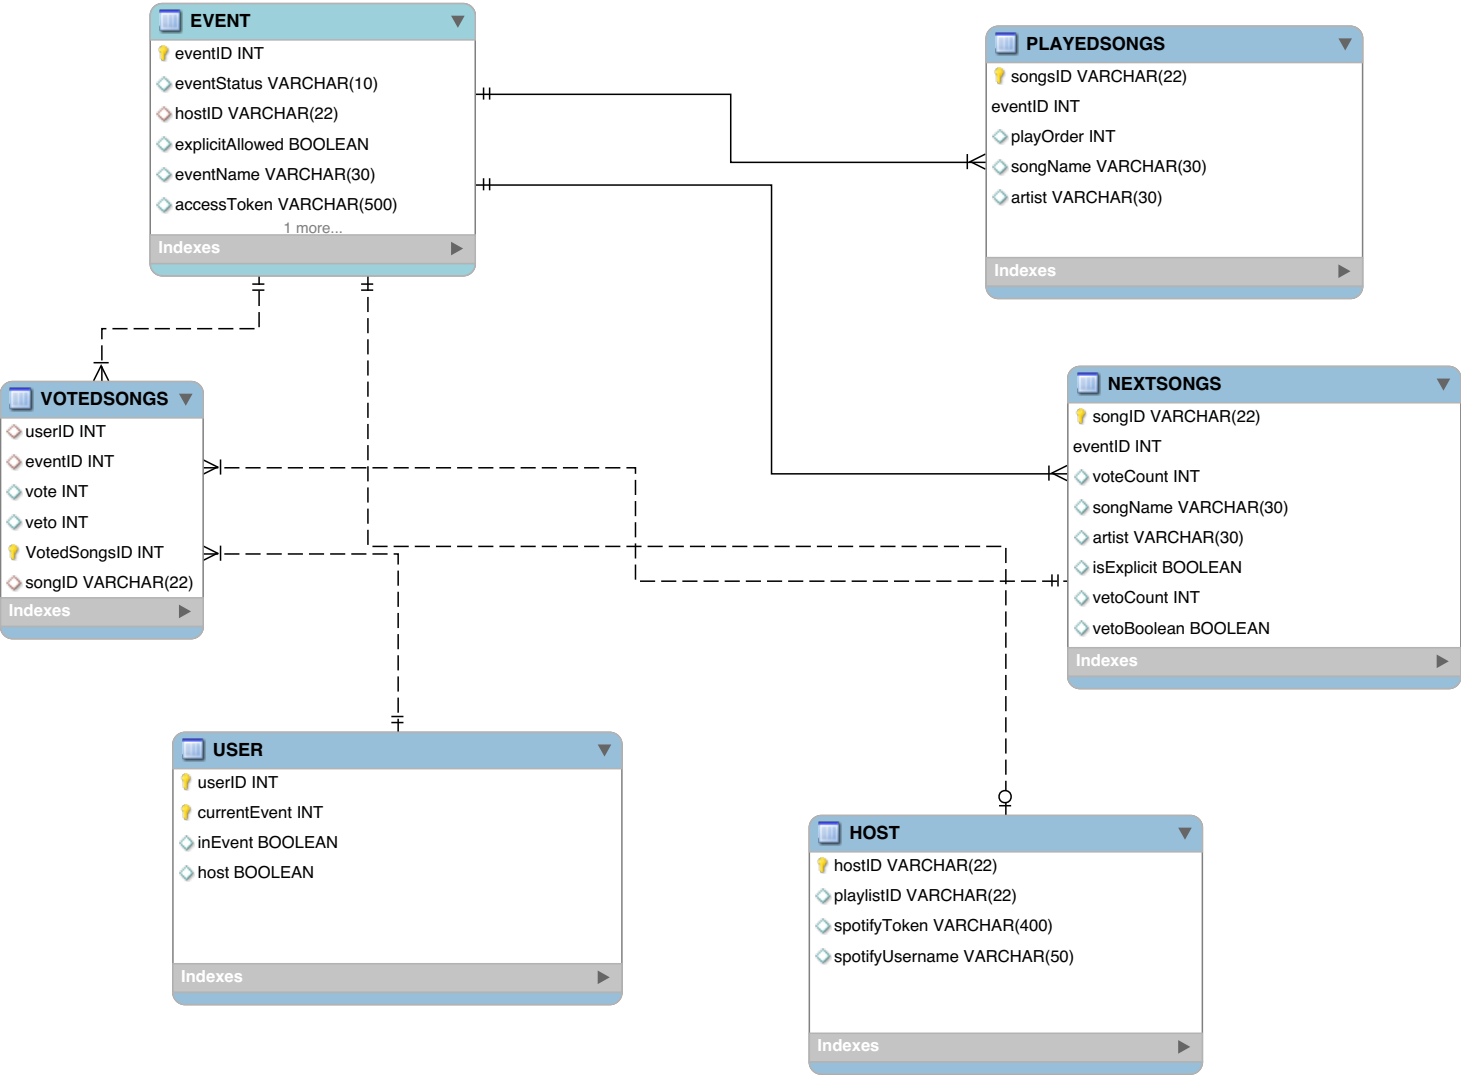 EVENT
eventID INT
eventStatus VARCHAR(10)
hostID VARCHAR(22)
explicitAllowed BOOLEAN
eventName VARCHAR(30)
accessToken VARCHAR(500)
1 more...
Indexes
PLAYEDSONGS
songsID VARCHAR(22)
eventID INT
playOrder INT
songName VARCHAR(30)
artist VARCHAR(30)
Indexes
VOTEDSONGS
userID INT
eventID INT
vote INT
veto INT
VotedSongsID INT
songID VARCHAR(22)
Indexes
NEXTSONGS
songID VARCHAR(22)
eventID INT
voteCount INT
songName VARCHAR(30)
artist VARCHAR(30)
isExplicit BOOLEAN
vetoCount INT
vetoBoolean BOOLEAN
Indexes
USER
userID INT
currentEvent INT
inEvent BOOLEAN
host BOOLEAN
Indexes
HOST
hostID VARCHAR(22)
playlistID VARCHAR(22)
spotifyToken VARCHAR(400)
spotifyUsername VARCHAR(50)
Indexes